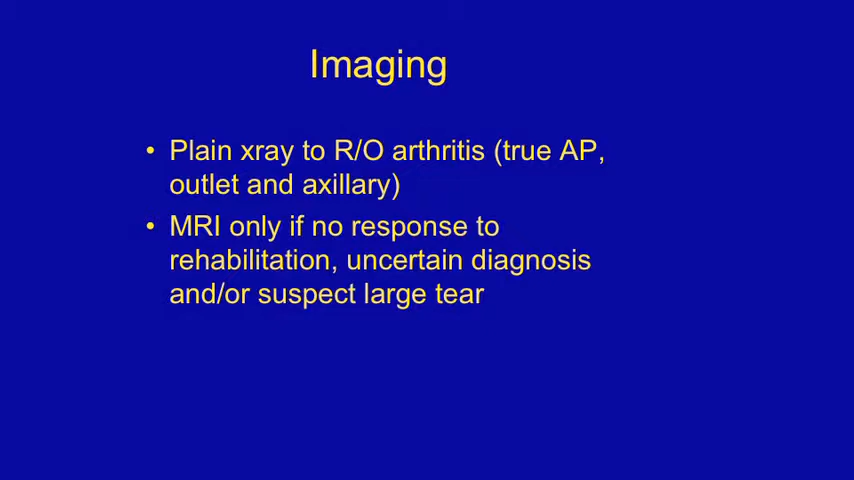 Imaging
• Plain xray to R/O arthritis (true AP,
outlet and axillary)
• MRI only if no response to
rehabilitation, uncertain diagnosis
and/or suspect large tear